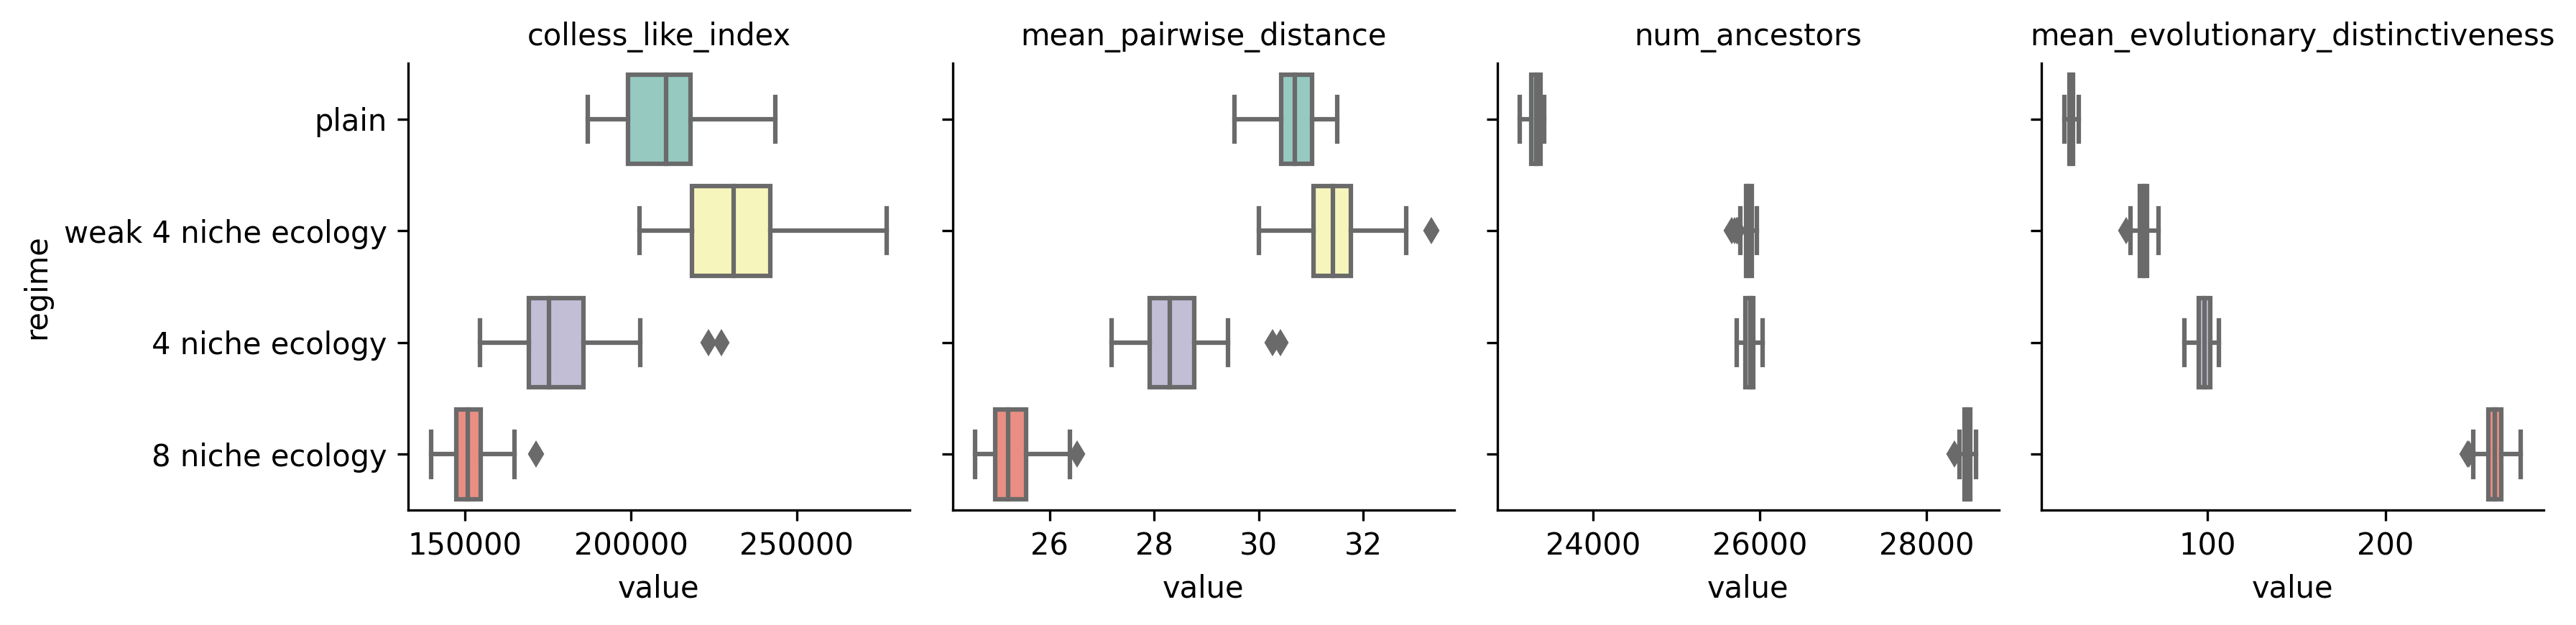 colless_like_index
mean_pairwise_distance
num_ancestors
mean_evolutionary_distinctiveness
regime
plain
weak 4 niche ecology
4 niche ecology
8 niche ecology
150000 200000 250000
26 28 30 32
24000 26000 28000
100 200
value
value
value
value